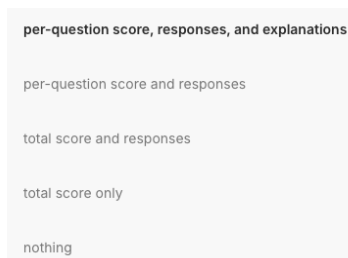 per-question score, responses, and explanations
per-question score and responses
total score and responses
total score only
nothing